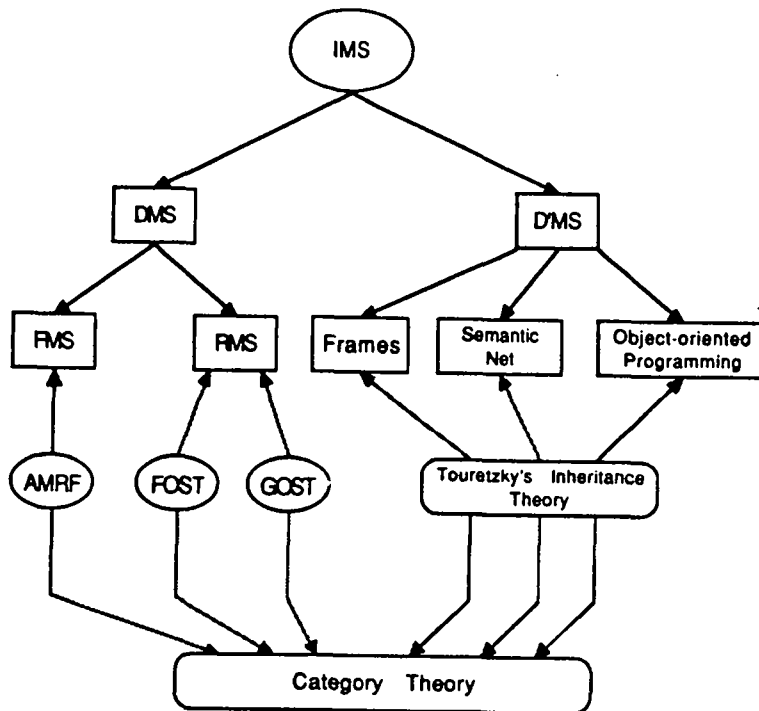 IMS
DMS
D'MS
FMS
RMS
Frames
Semantic
Net
Object-oriented
Programming
AMRF
FOST
GOST
Touretzky's Inheritance
Theory
Category Theory